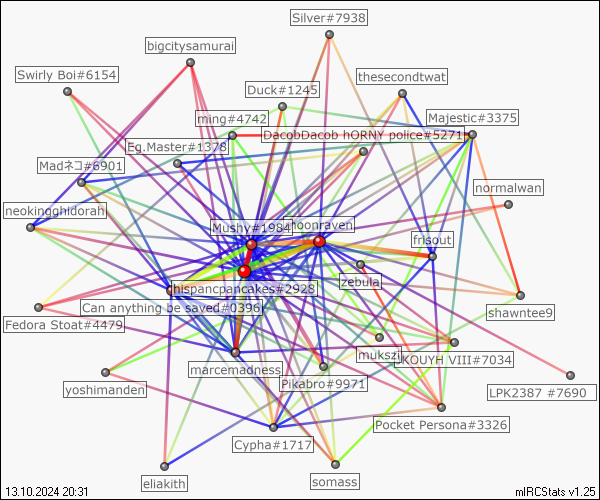 Silver#7938
bigcitysamurai
Swirly Boi#6154
thesecondtwat
Duck#1245
ming#4742
Majestic#3375
DacobDacob hORNY police#5271
Eg.Master#1378
Madネコ#6901
normalwan
neokingghidorah
Mushy#1984
moonraven
frisout
zebula
chispncpancakes#2928
Can anything be saved#0396
shawntee9
Fedora Stoat#4479
mukszi
KOUYH VIII#7034
marcemadness
Pikabro#9971
yoshimanden
LPK2387 #7690
Pocket Persona#3326
Cypha#1717
eliakith
somass
13.10.2024 20:31
mIRCStats v1.25